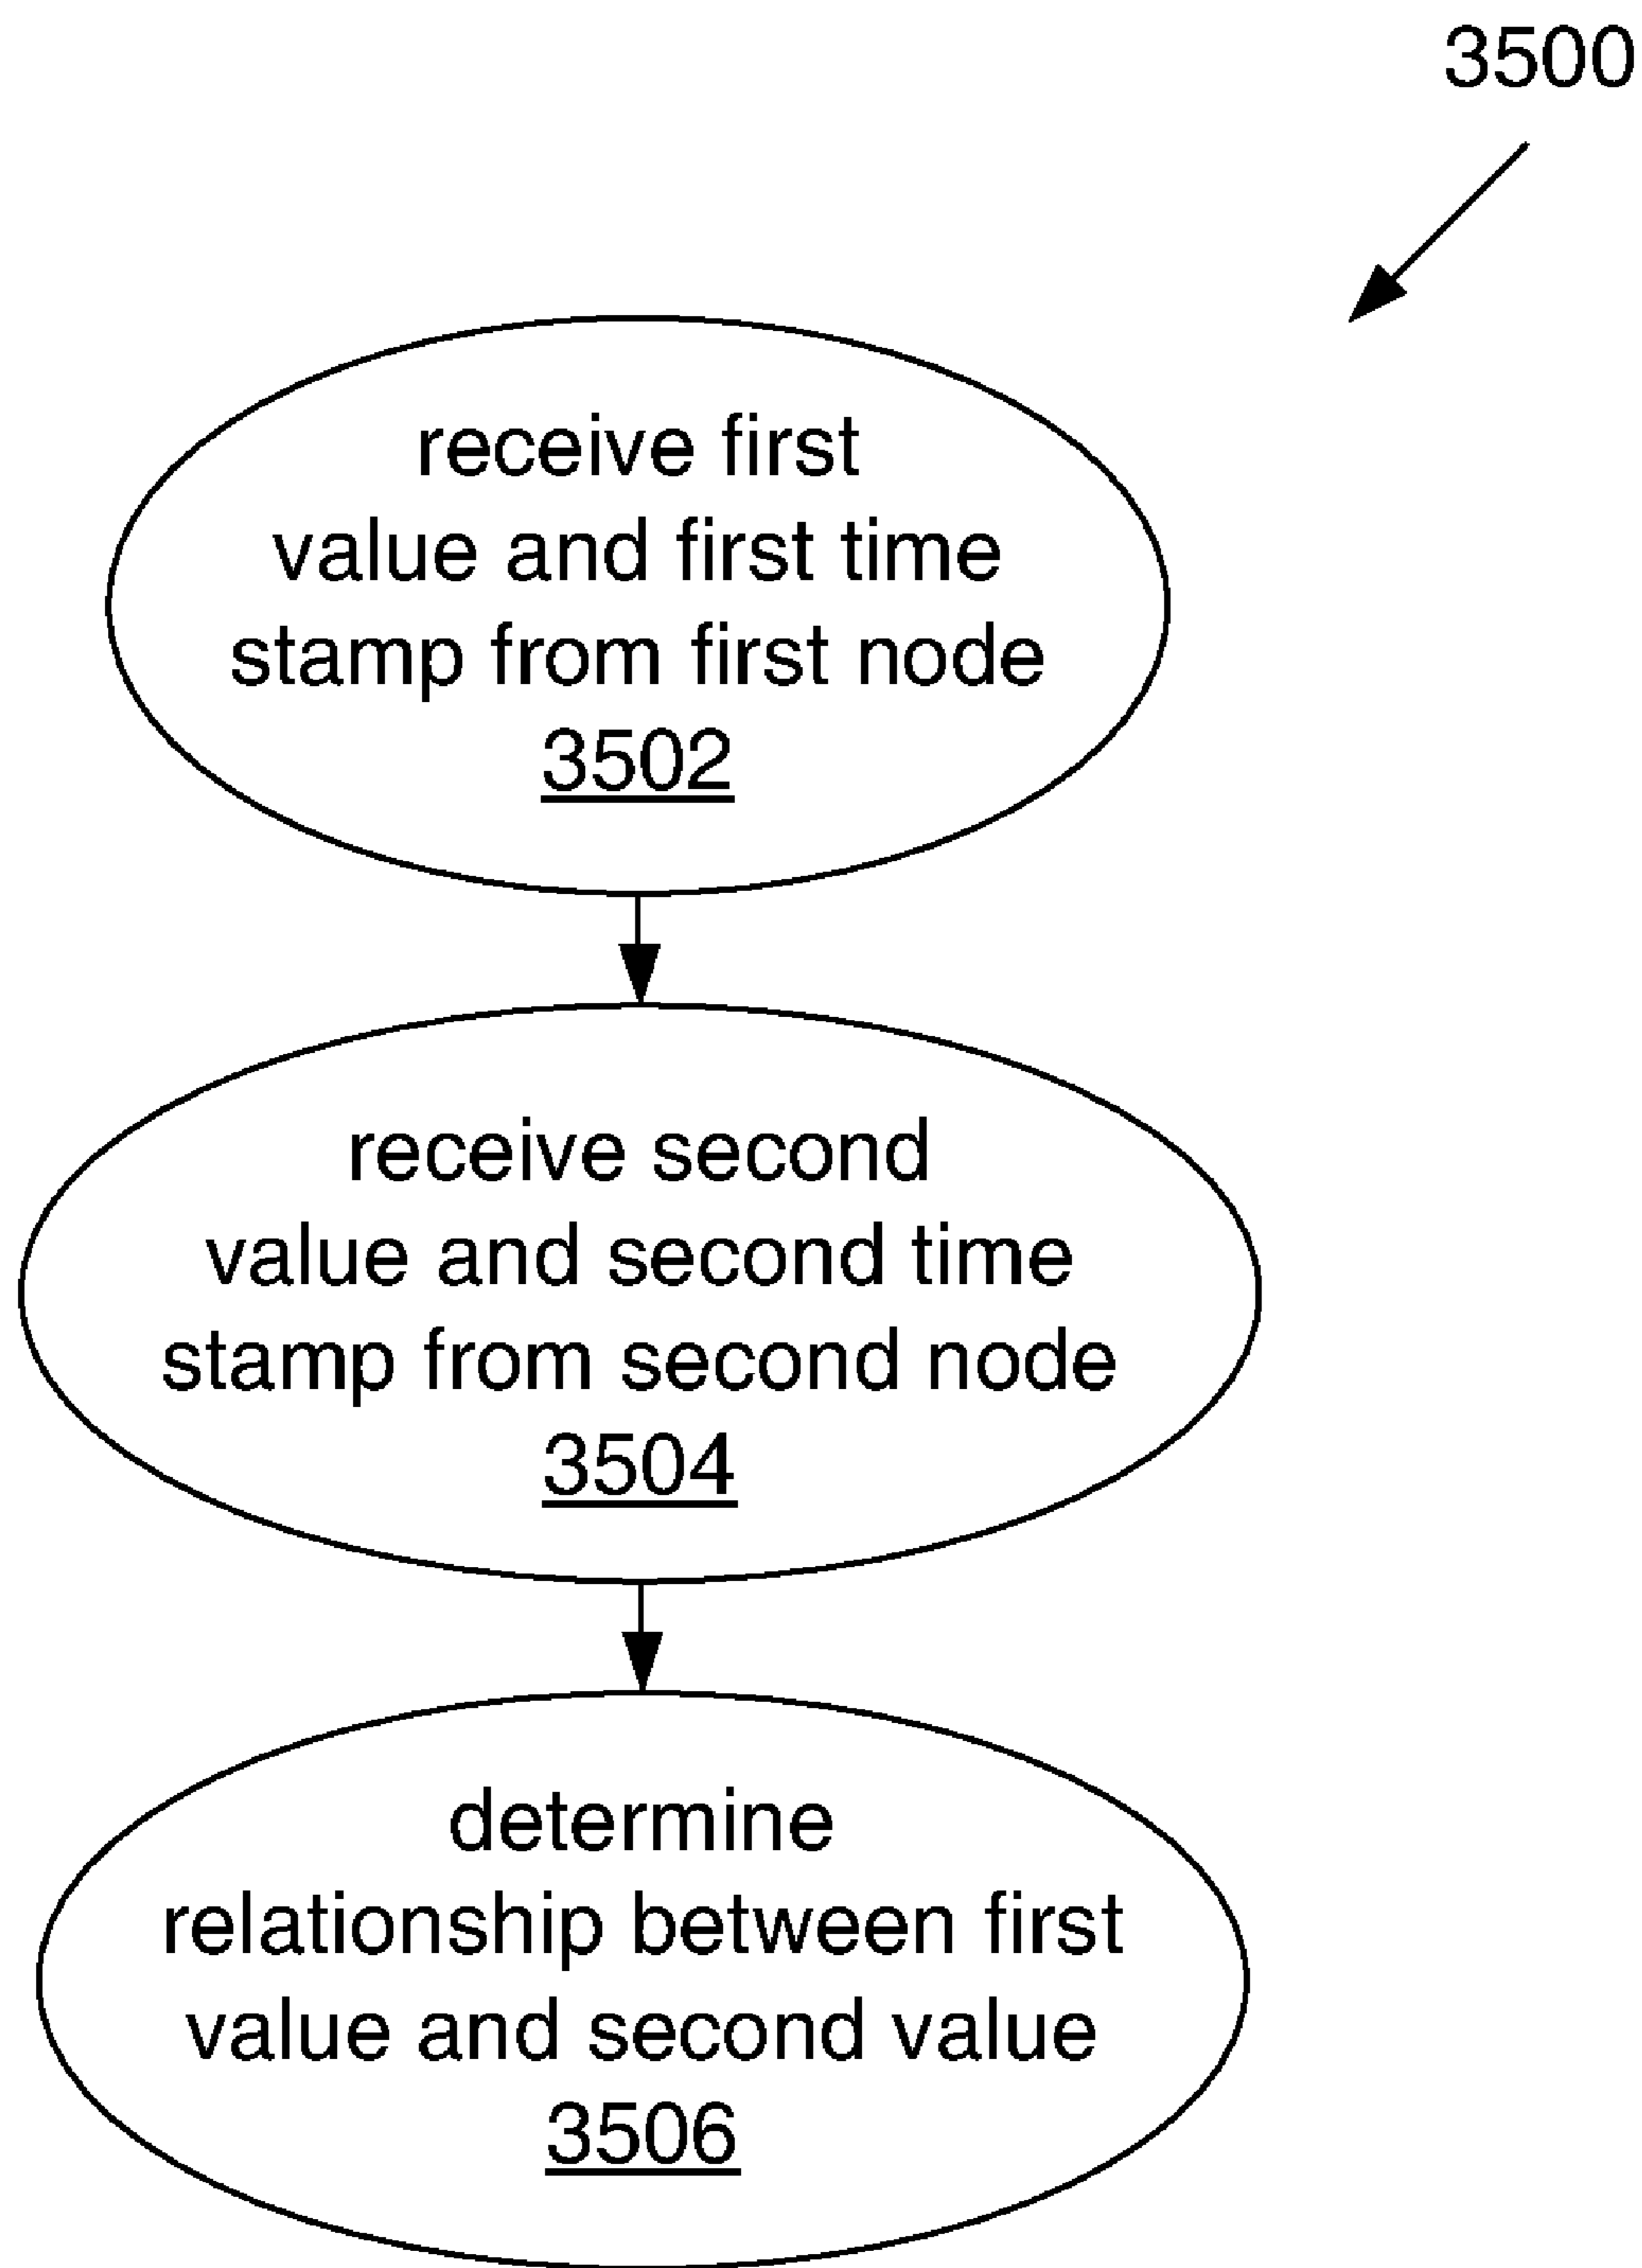 3500
receive first
value and first time
stamp from first node
3502
receive second
value and second time
stamp from second node
3504
determine
relationship between first
value and second value
3506